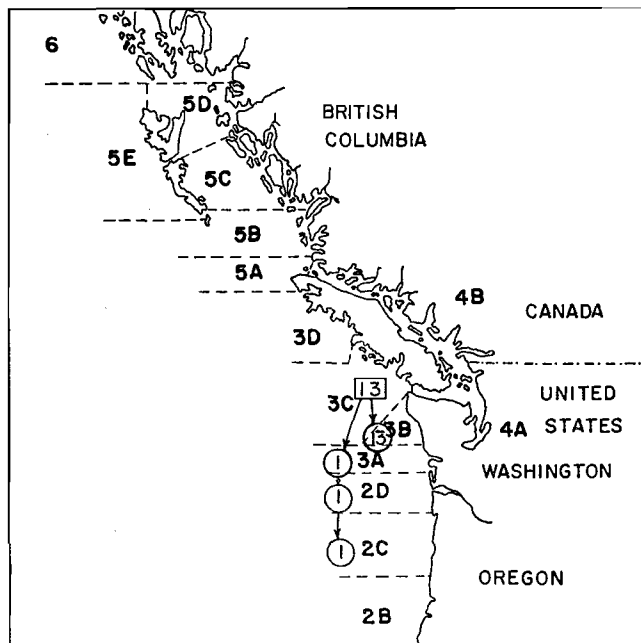 6
5D
BRITISH
COLUMBIA
5E
5C
5B
5A
4B
CANADA
3D
13
3C
UNITED
STATES
3B
13
4A
1
3A
WASHINGTON
1
2D
1
2C
OREGON
2B